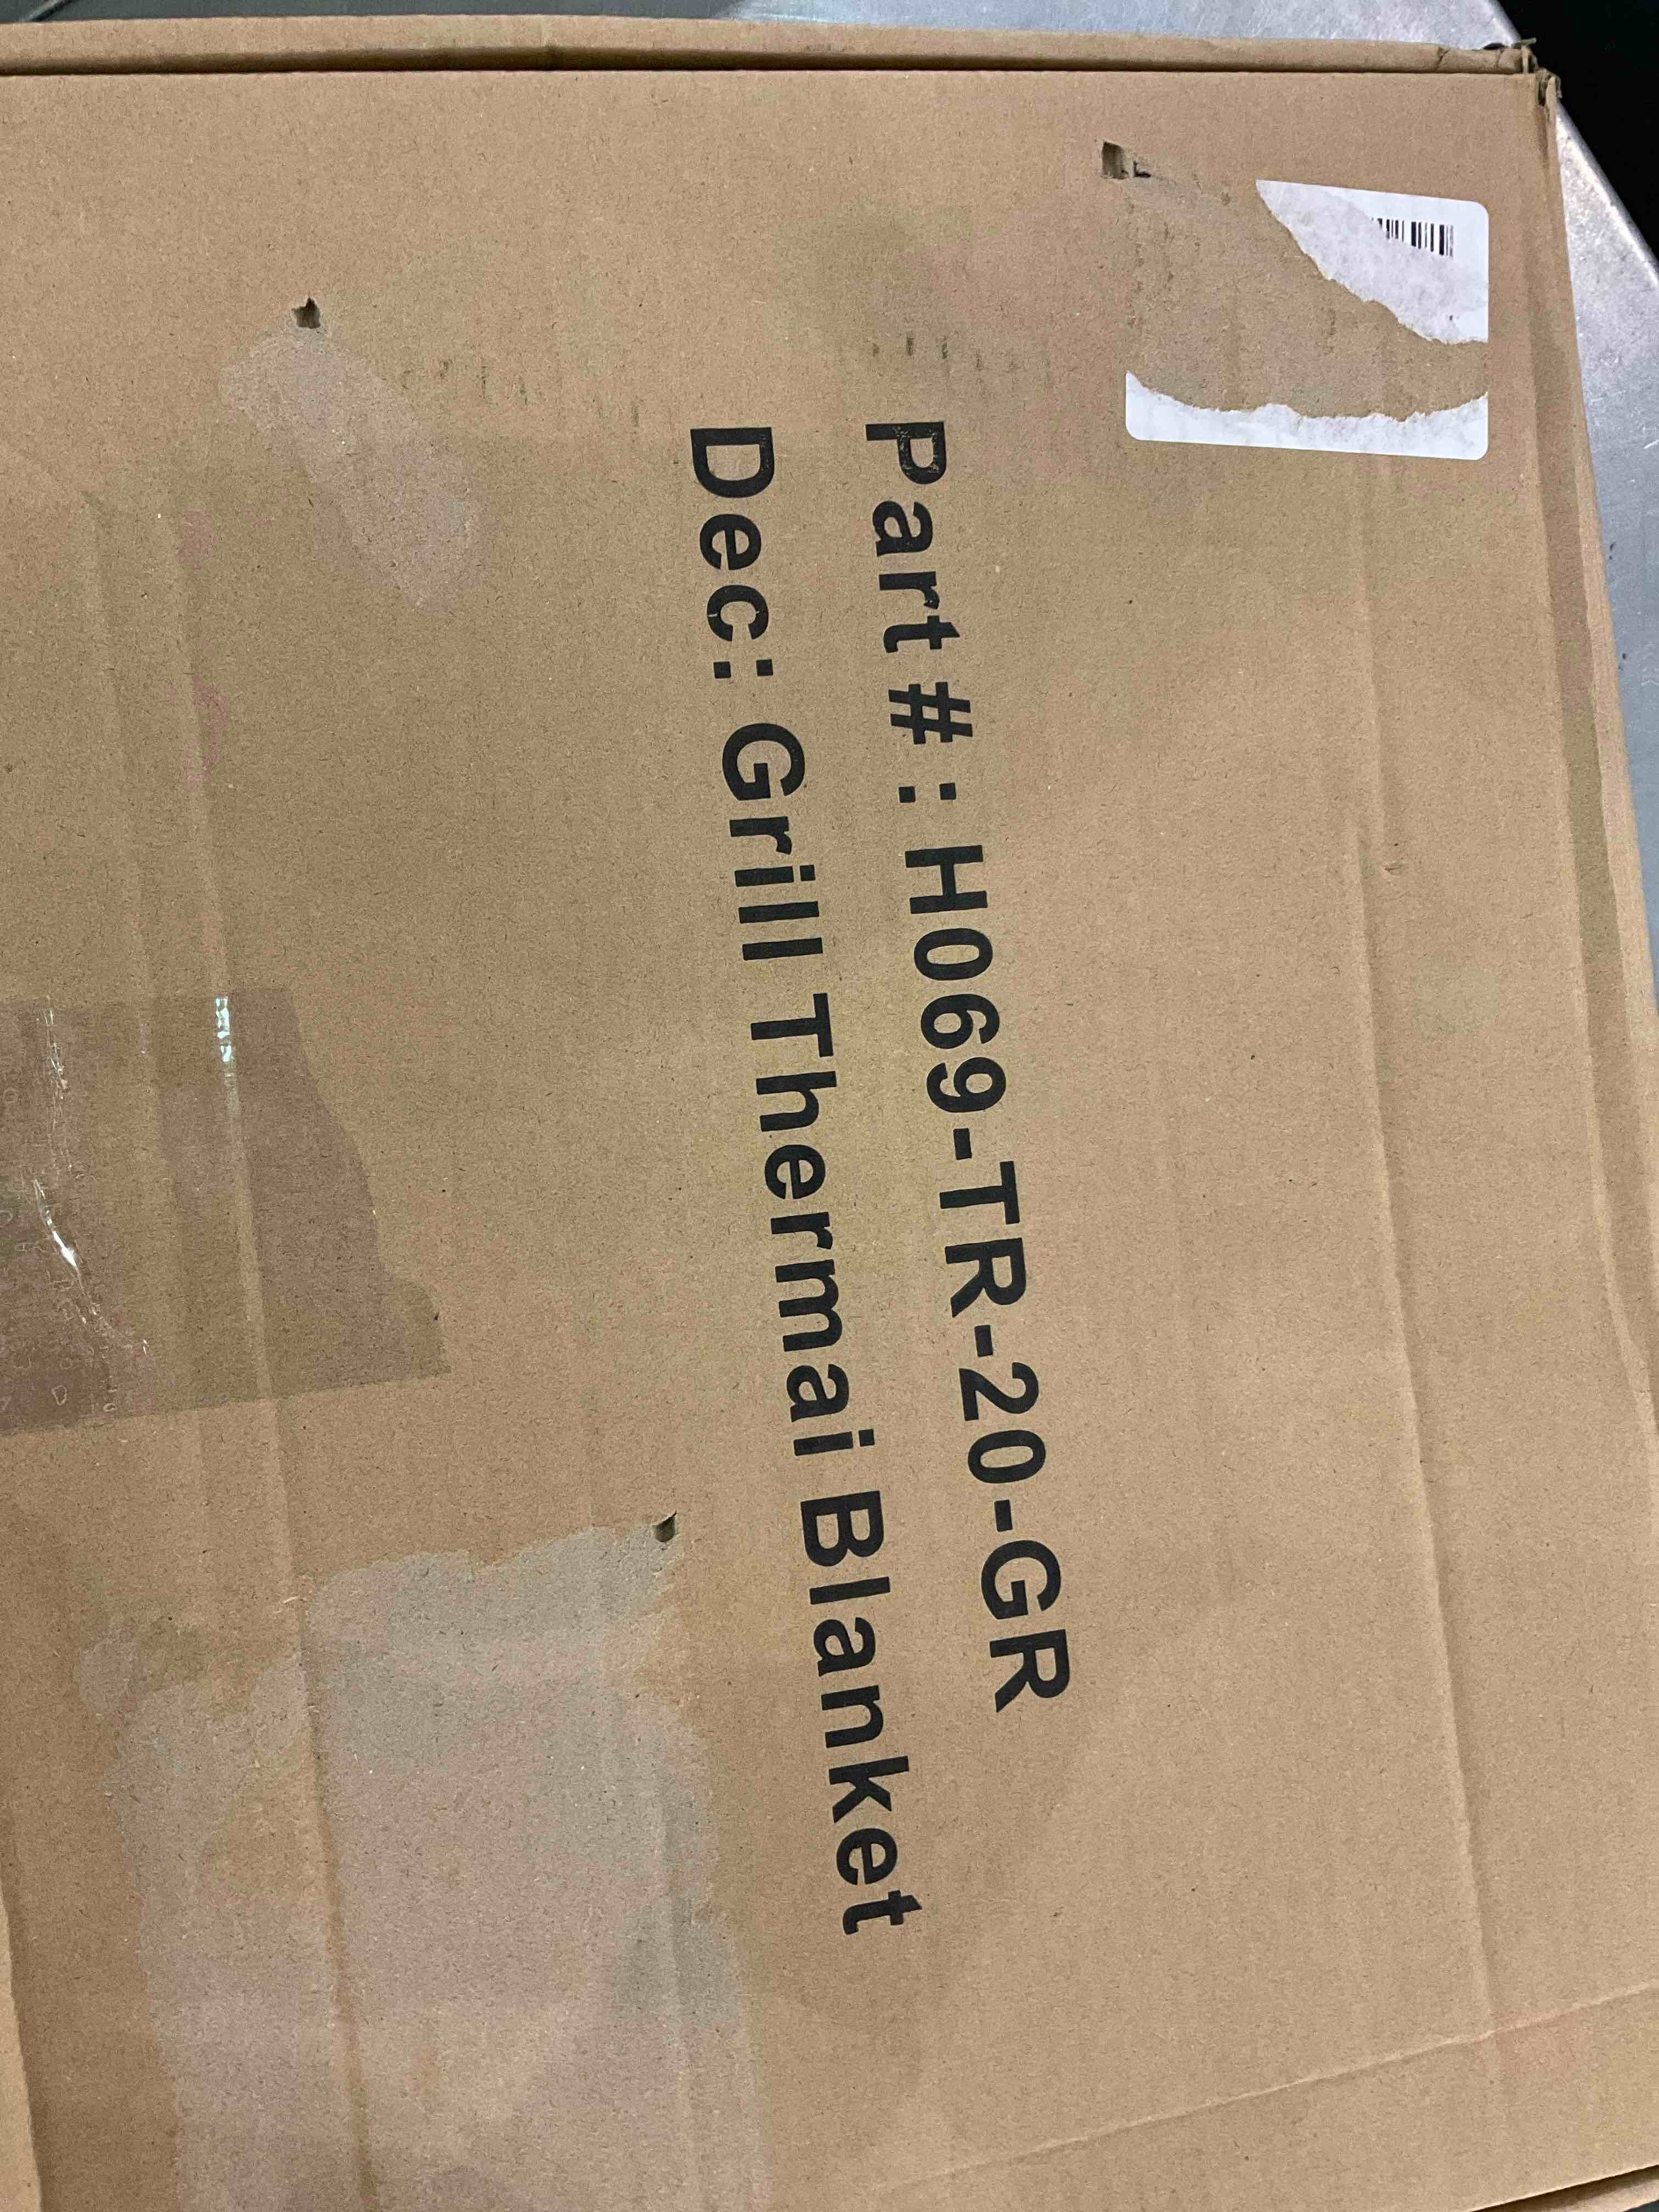 Part #: H069-TR-20-GR
Dec: Grill Thermai Blanket